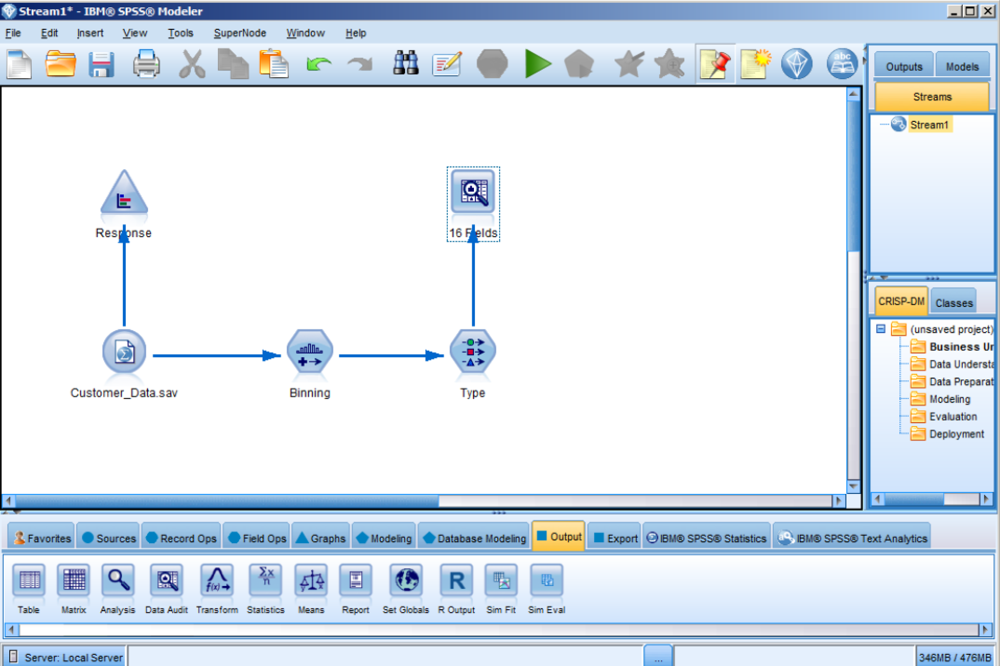 Stream1* - IBM® SPSS® Modeler
File Edit Insert View Tools SuperNode Window Help
abc
Outputs Models
Streams
Stream1
Response
16 Fields
Customer_Data.sav
Binning
Type
CRISP-DM Classes
(unsaved project)
Business Un
Data Understa
Data Preparat
Modeling
Evaluation
Deployment
Favorites Sources Record Ops Field Ops Graphs Modeling Database Modeling Output Export IBM® SPSS® Statistics IBM® SPSS® Text Analytics
f(x) Σx n y x R
Table Matrix Analysis Data Audit Transform Statistics Means Report Set Globals R Output Sim Fit Sim Eval
Server: Local Server ... 346MB / 476MB